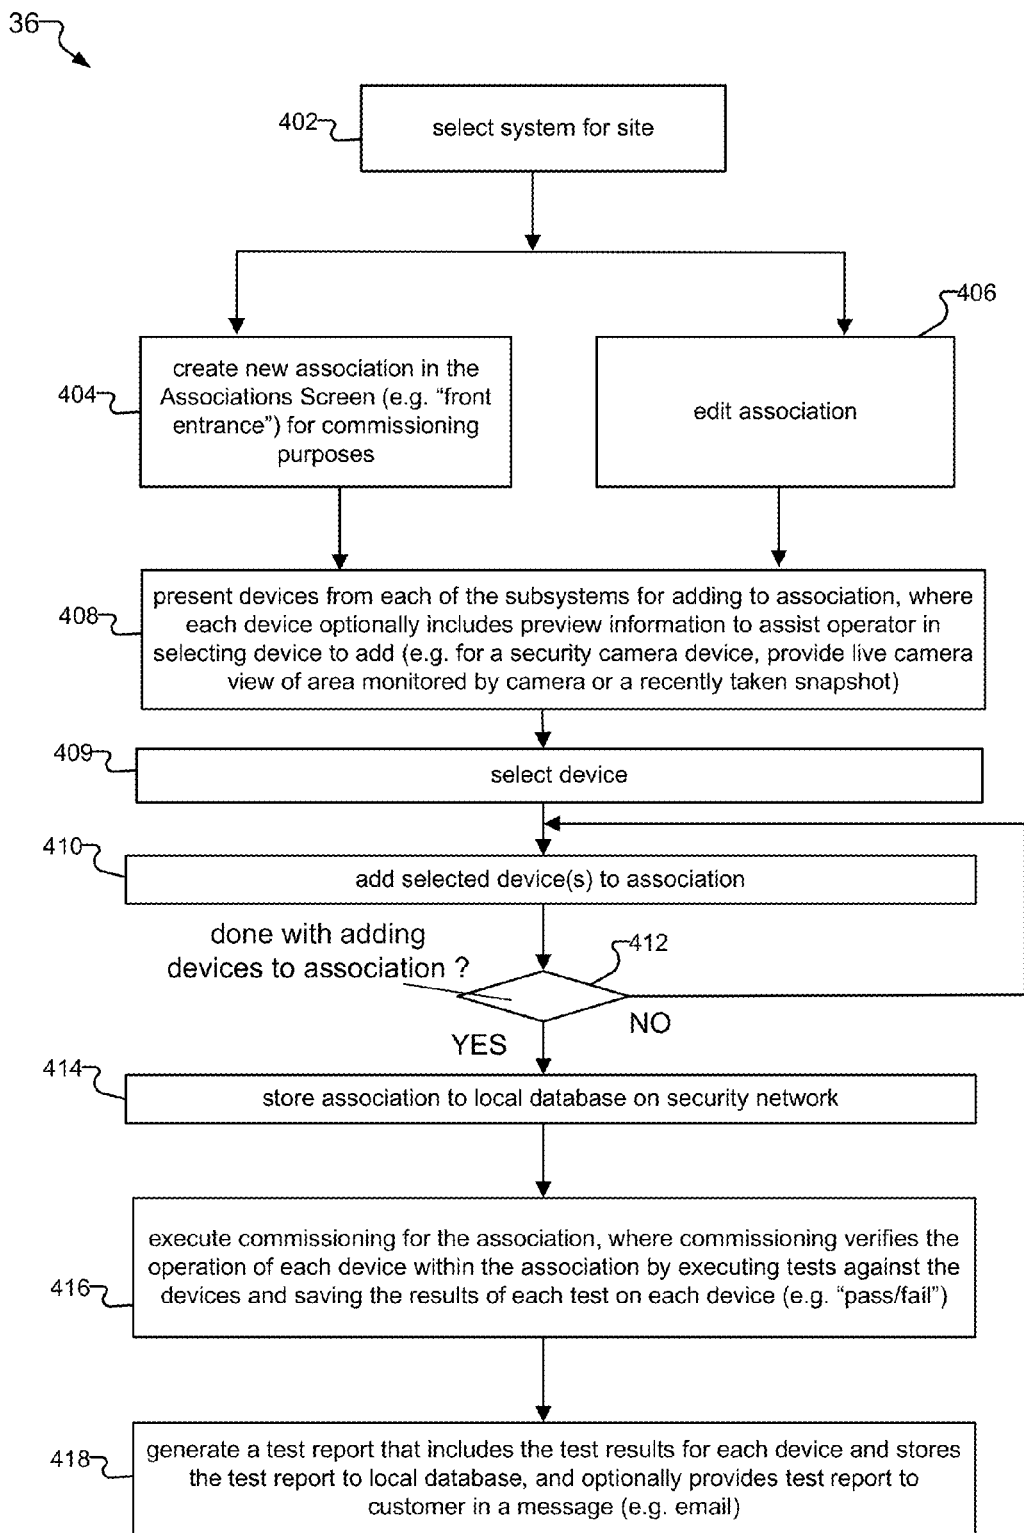 36
402
select system for site
406
404
create new association in the
Associations Screen (e.g. “front
entrance”) for commissioning
purposes
edit association
408
present devices from each of the subsystems for adding to association, where
each device optionally includes preview information to assist operator in
selecting device to add (e.g. for a security camera device, provide live camera
view of area monitored by camera or a recently taken snapshot)
409
select device
410
add selected device(s) to association
done with adding
devices to association ?
412
YES
NO
414
store association to local database on security network
416
execute commissioning for the association, where commissioning verifies the
operation of each device within the association by executing tests against the
devices and saving the results of each test on each device (e.g. “pass/fail”)
418
generate a test report that includes the test results for each device and stores
the test report to local database, and optionally provides test report to
customer in a message (e.g. email)